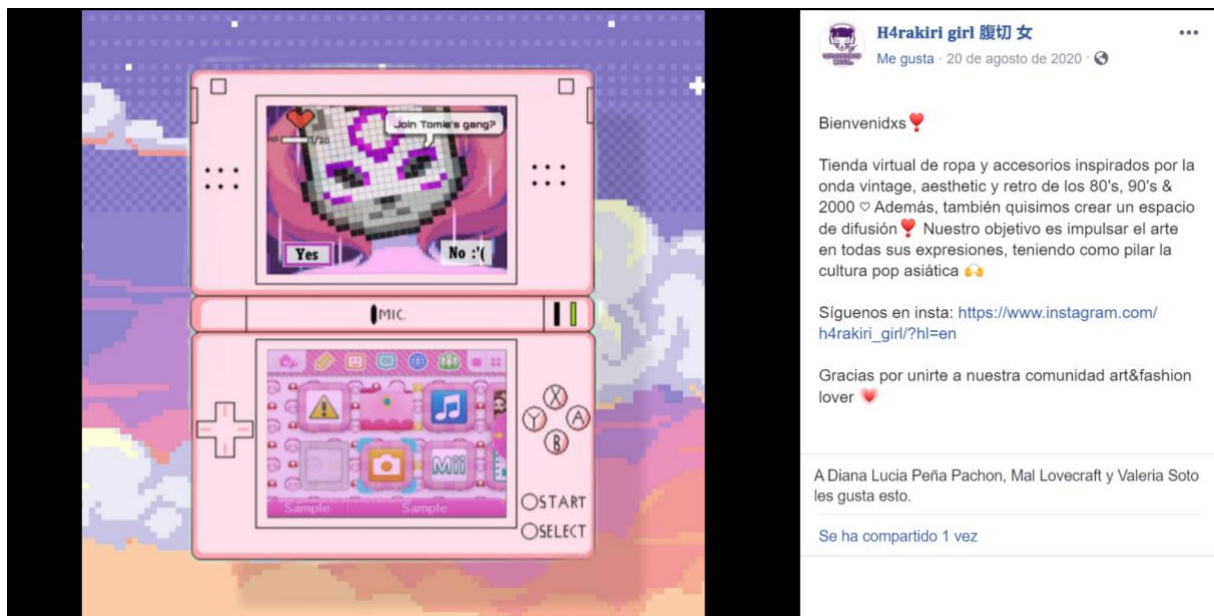 Join Tomie's gang?
HP 1/20
Yes
No :'(
MIC.
Mii
X
Y
A
B
Sample
Sample
START
SELECT
H4rakiri girl 腹切 女
Me gusta · 20 de agosto de 2020 ·
Bienvenidxs❣
Tienda virtual de ropa y accesorios inspirados por la
onda vintage, aesthetic y retro de los 80's, 90's &
2000 ♡ Además, también quisimos crear un espacio
de difusión❣ Nuestro objetivo es impulsar el arte
en todas sus expresiones, teniendo como pilar la
cultura pop asiática 🙌
Síguenos en insta: https://www.instagram.com/
h4rakiri_girl/?hl=en
Gracias por unirte a nuestra comunidad art&fashion
lover 💗
A Diana Lucia Peña Pachon, Mal Lovecraft y Valeria Soto
les gusta esto.
Se ha compartido 1 vez